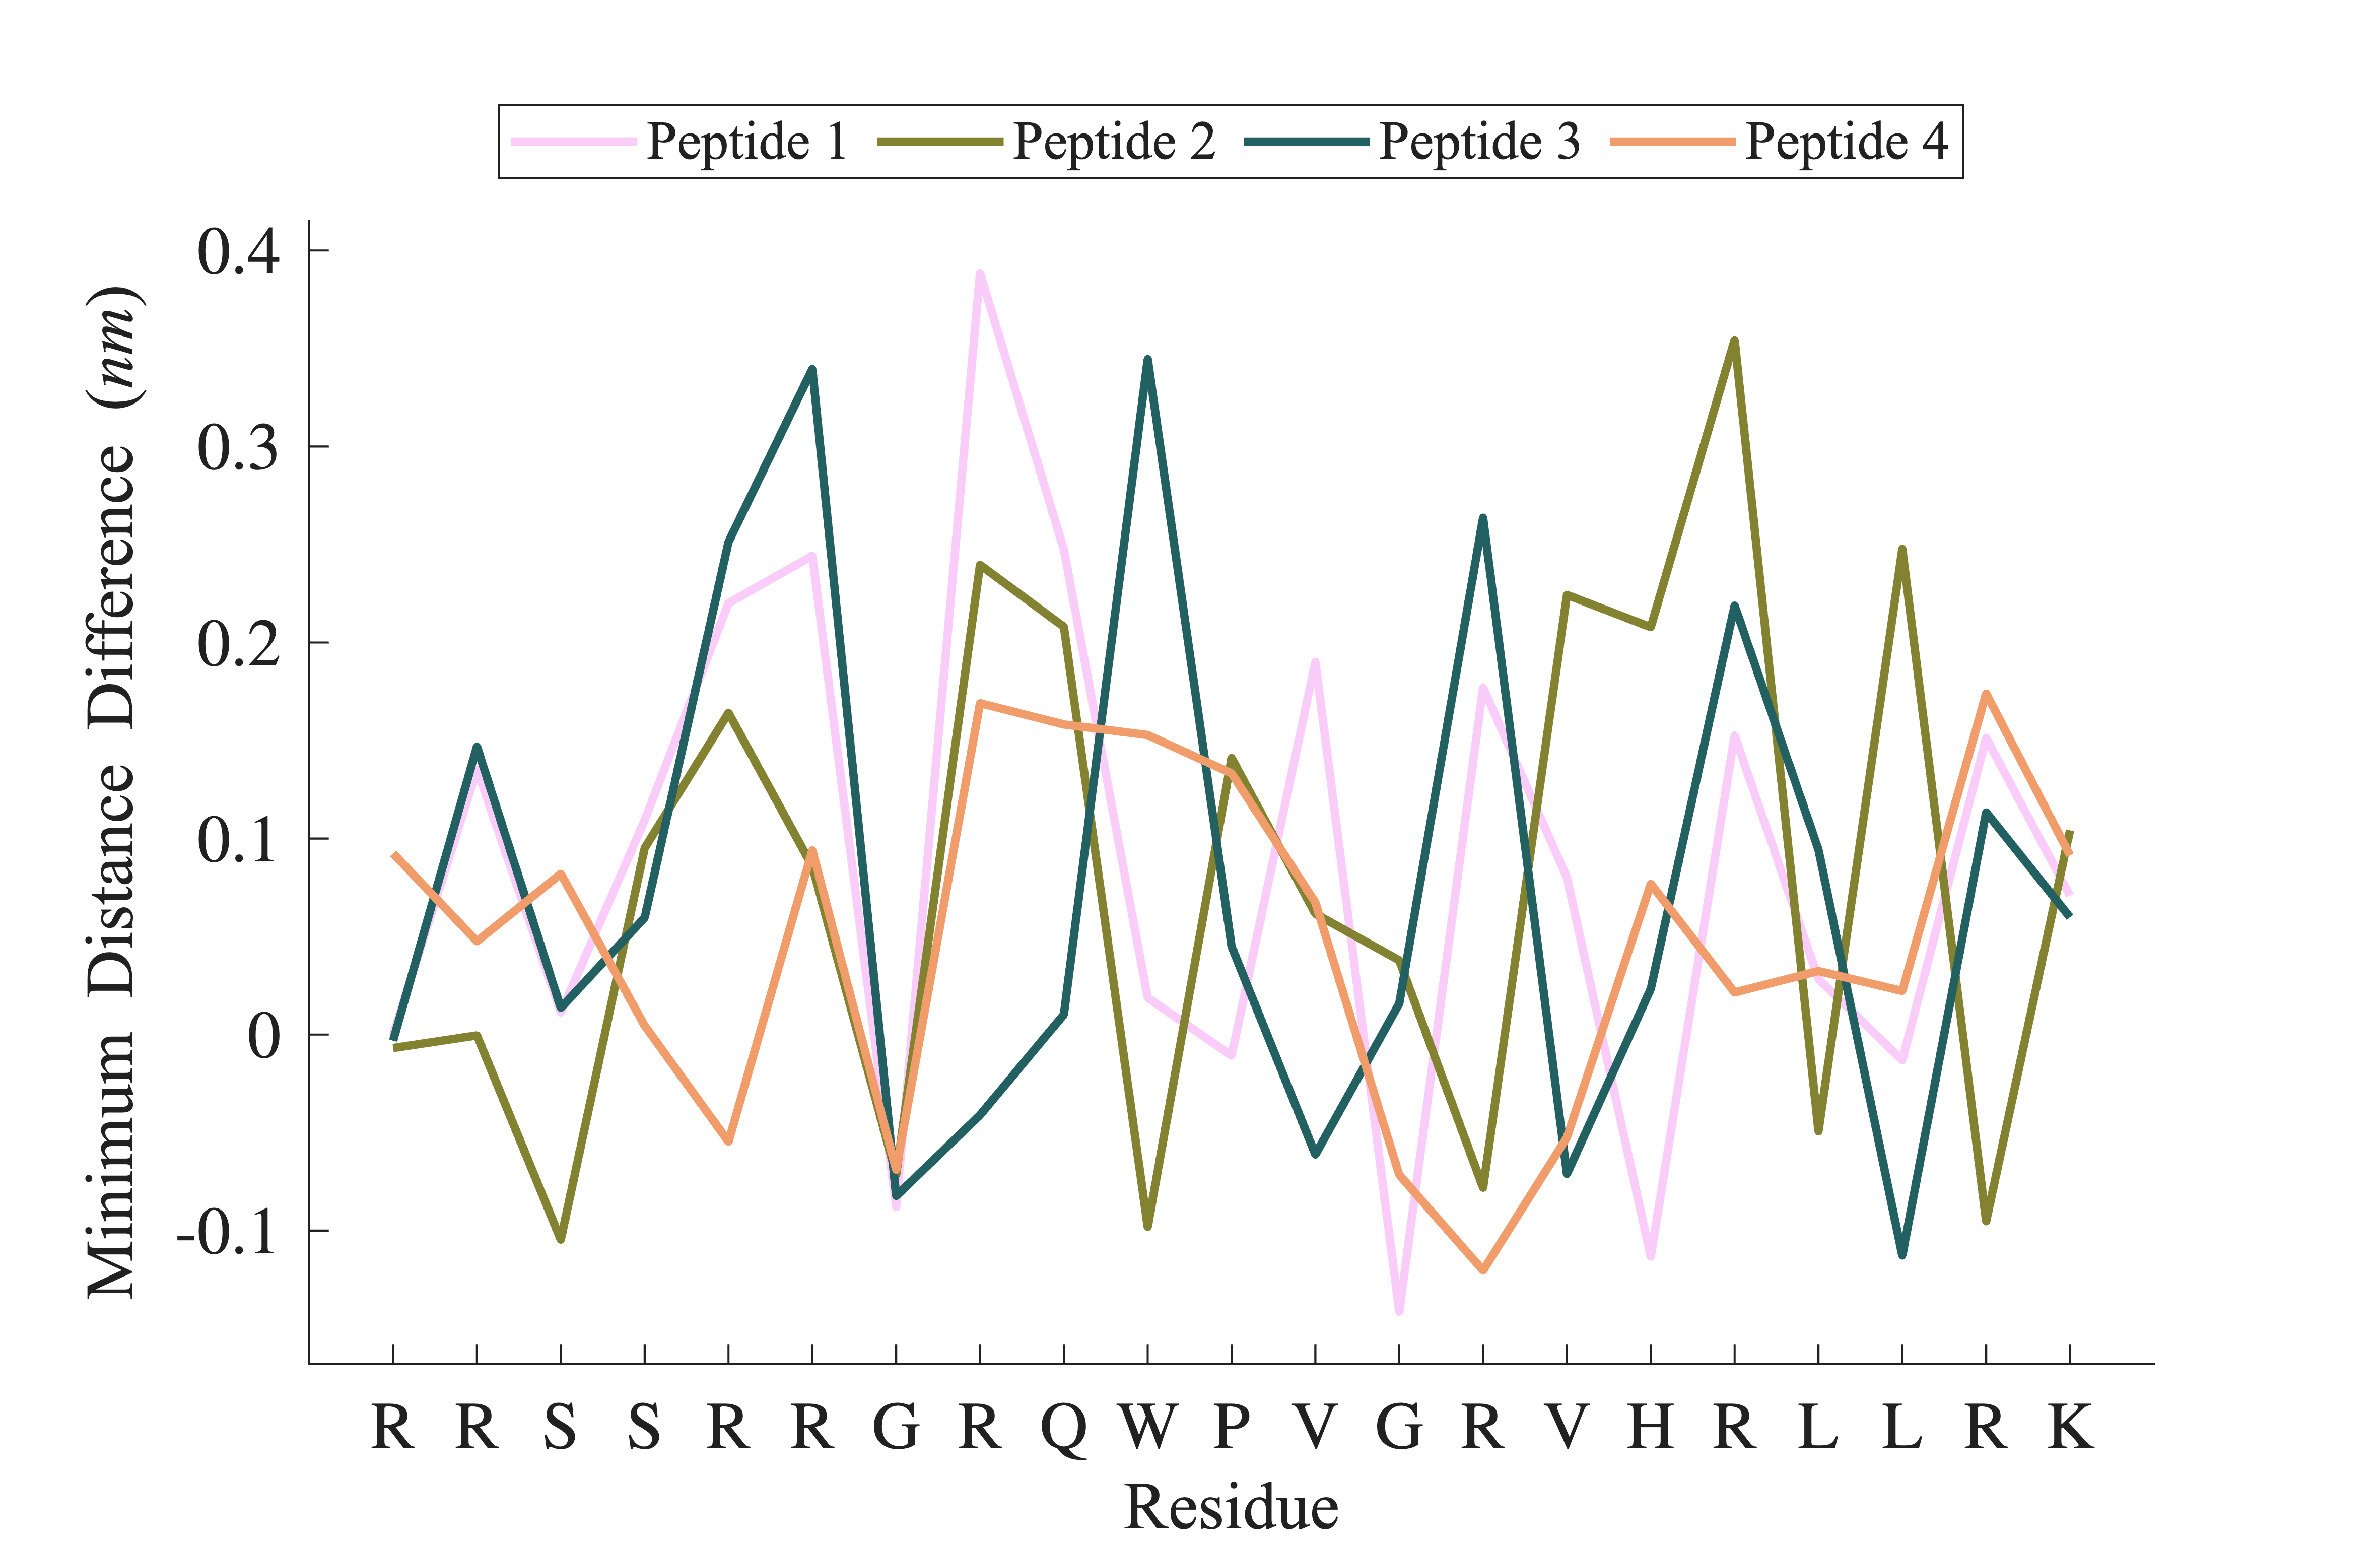 Peptide 1 Peptide 2 Peptide 3 Peptide 4
Minimum Distance Difference (nm)
0.4
0.3
0.2
0.1
0
-0.1
R R S S R R G R Q W P V G R V H R L L R K
Residue